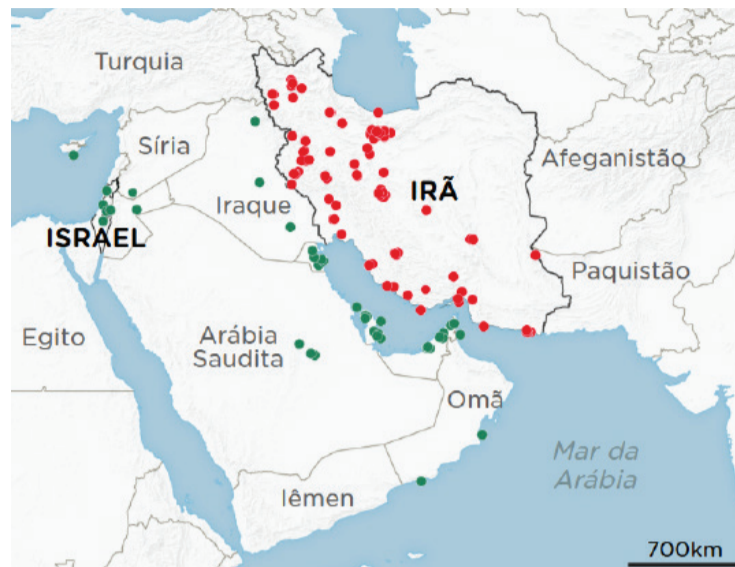 Turquia
Síria
Afeganistão
IRÃ
Iraque
ISRAEL
Paquistão
Egito
Arábia
Saudita
Omã
Mar da
Arábia
Iêmen
700km